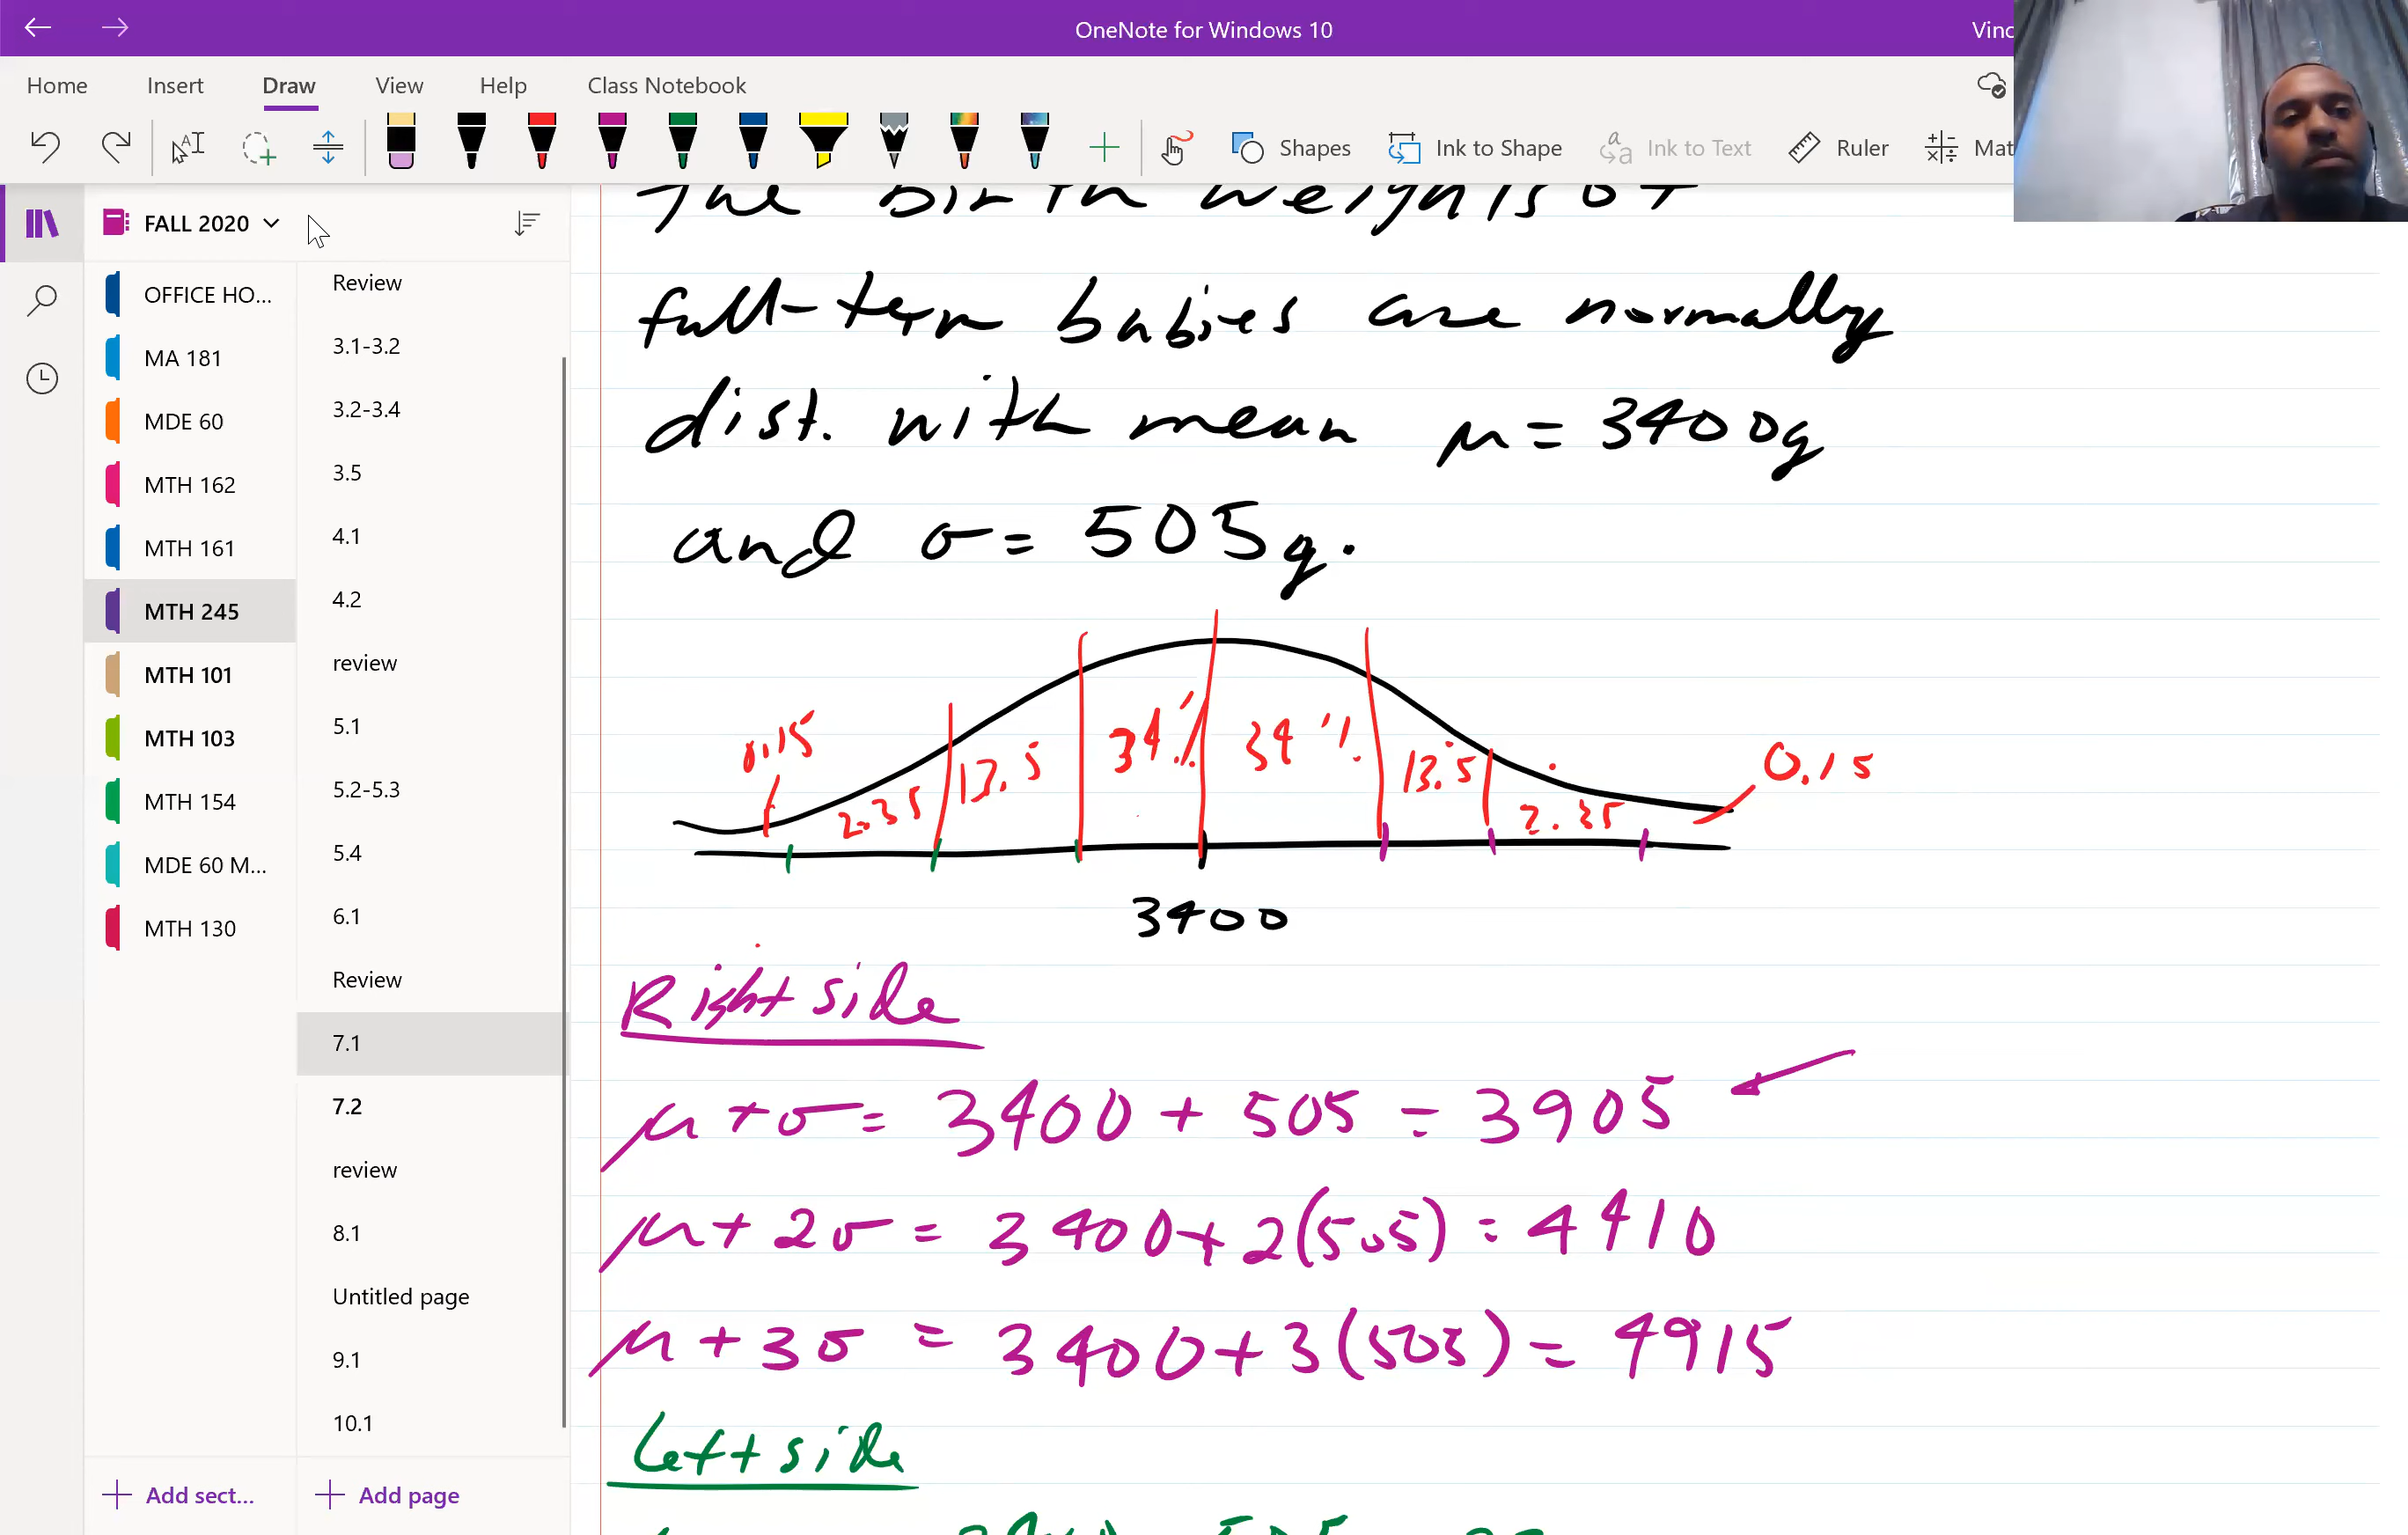 OneNote for Windows 10
Vinc
Home Insert Draw View Help Class Notebook
Shapes Ink to Shape Ink to Text Ruler Mat
FALL 2020
OFFICE HO...
MA 181
MDE 60
MTH 162
MTH 161
MTH 245
MTH 101
MTH 103
MTH 154
MDE 60 M...
MTH 130
Add sect...
Review
3.1-3.2
3.2-3.4
3.5
4.1
4.2
review
5.1
5.2-5.3
5.4
6.1
Review
7.1
7.2
review
8.1
Untitled page
9.1
10.1
Add page
The birth weights of
full-term babies are normally
dist. with mean μ = 3400g
and σ = 505g.
0.15 2.35 13.5 34% 34% 13.5 2.35 0.15
3400
Right side
μ + σ = 3400 + 505 = 3905
μ + 2σ = 3400 + 2(505) = 4410
μ + 3σ = 3400 + 3(505) = 4915
Left side